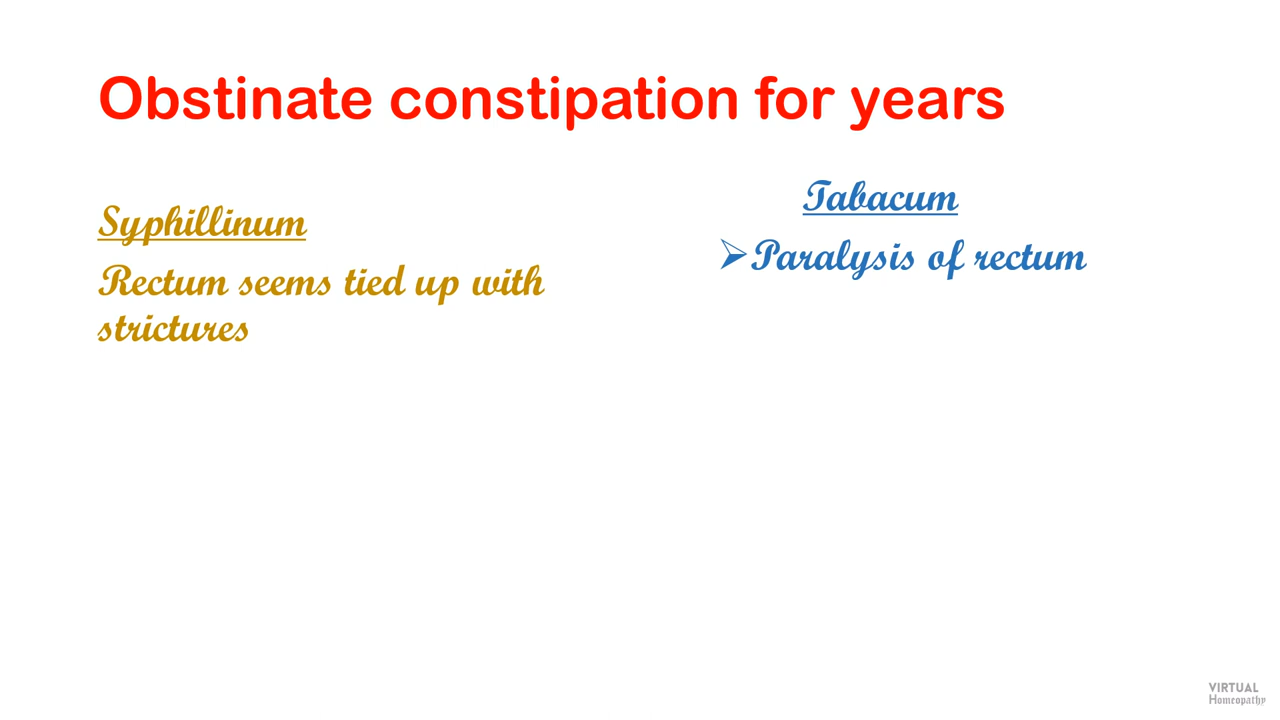 Obstinate constipation for years
Syphillinum
Rectum seems tied up with
strictures
Tabacum
➢Paralysis of rectum
VIRTUAL
Homeopathy